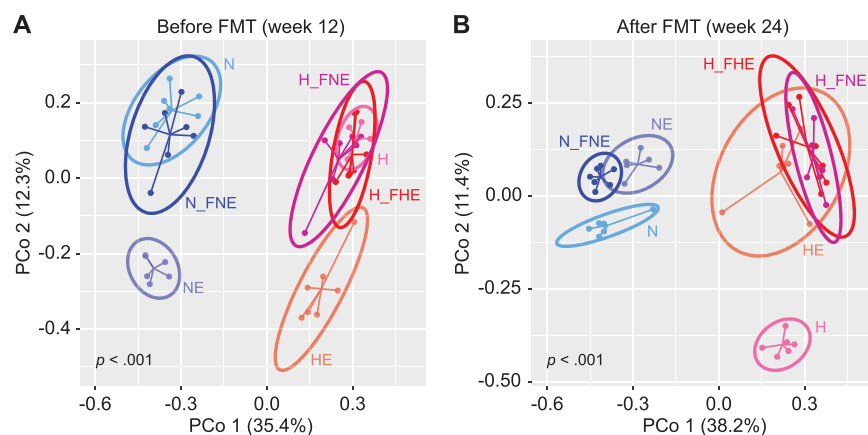 A
Before FMT (week 12)
PCo 2 (12.3%)
0.2
0.0
-0.2
-0.4
N
N_FNE
NE
H_FNE
H
H_FHE
HE
p < .001
-0.6
-0.3
0.0
0.3
PCo 1 (35.4%)
B
After FMT (week 24)
PCo 2 (11.4%)
0.25
0.00
-0.25
-0.50
H_FHE
H_FNE
NE
N_FNE
N
HE
H
p < .001
-0.6
-0.3
0.0
0.3
PCo 1 (38.2%)